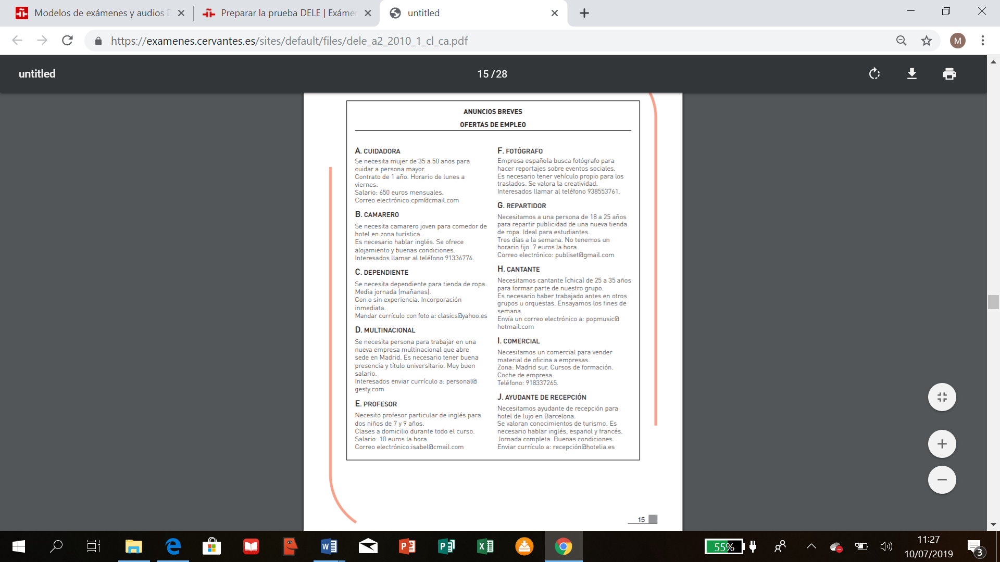 Modelos de exámenes y audios D
Preparar la prueba DELE | Exámen
untitled
https://examenes.cervantes.es/sites/default/files/dele_a2_2010_1_cl_ca.pdf
M
untitled
15 / 28
ANUNCIOS BREVES
OFERTAS DE EMPLEO
A. CUIDADORA
Se necesita mujer de 35 a 50 años para
cuidar a persona mayor.
Contrato de 1 año. Horario de lunes a
viernes.
Salario: 650 euros mensuales.
Correo electrónico:cpm@cmail.com
B. CAMARERO
Se necesita camarero joven para comedor de
hotel en zona turística.
Es necesario hablar inglés. Se ofrece
alojamiento y buenas condiciones.
Interesados llamar al teléfono 91336776.
C. DEPENDIENTE
Se necesita dependiente para tienda de ropa.
Media jornada (mañanas).
Con o sin experiencia. Incorporación
inmediata.
Mandar currículo con foto a: clasics@yahoo.es
D. MULTINACIONAL
Se necesita persona para trabajar en una
nueva empresa multinacional que abre
sede en Madrid. Es necesario tener buena
presencia y título universitario. Muy buen
salario.
Interesados enviar currículo a: personal@
gesty.com
E. PROFESOR
Necesito profesor particular de inglés para
dos niños de 7 y 9 años.
Clases a domicilio durante todo el curso.
Salario: 10 euros la hora.
Correo electrónico:isabel@cmail.com
F. FOTÓGRAFO
Empresa española busca fotógrafo para
hacer reportajes sobre eventos sociales.
Es necesario tener vehículo propio para los
traslados. Se valora la creatividad.
Interesados llamar al teléfono 938553761.
G. REPARTIDOR
Necesitamos a una persona de 18 a 25 años
para repartir publicidad de una nueva tienda
de ropa. Ideal para estudiantes.
Tres días a la semana. No tenemos un
horario fijo. 7 euros la hora.
Correo electrónico: publiset@gmail.com
H. CANTANTE
Necesitamos cantante (chica) de 25 a 35 años
para formar parte de nuestro grupo.
Es necesario haber trabajado antes en otros
grupos u orquestas. Ensayamos los fines de
semana.
Envía un correo electrónico a: popmusic@
hotmail.com
I. COMERCIAL
Necesitamos un comercial para vender
material de oficina a empresas.
Zona: Madrid sur. Cursos de formación.
Coche de empresa.
Teléfono: 918337265.
J. AYUDANTE DE RECEPCIÓN
Necesitamos ayudante de recepción para
hotel de lujo en Barcelona.
Se valoran conocimientos de turismo. Es
necesario hablar inglés, español y francés.
Jornada completa. Buenas condiciones.
Enviar currículo a: recepción@hotelia.es
15
55%
11:27
10/07/2019
3